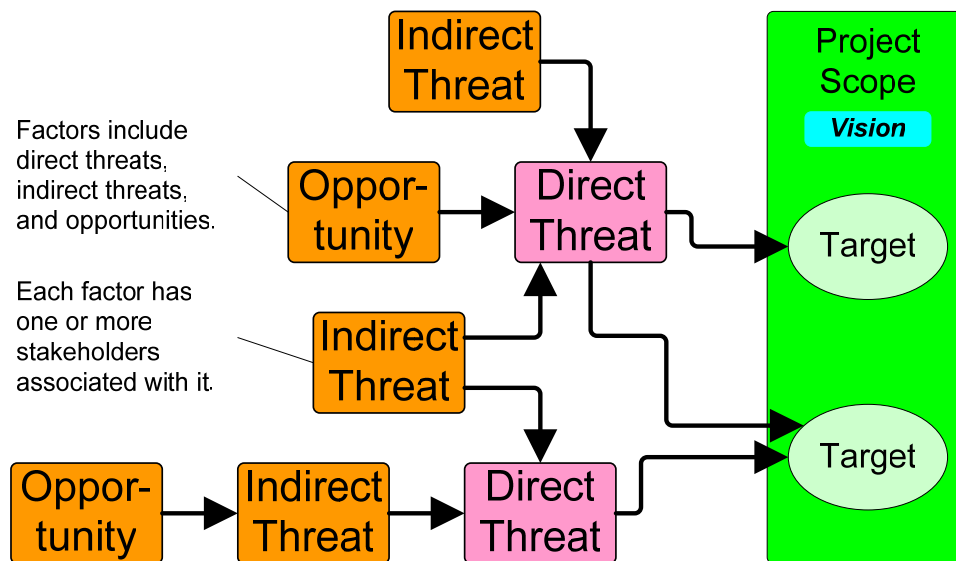 Indirect
Threat
Project
Scope
Vision
Factors include
direct threats,
indirect threats,
and opportunities.
Oppor-
tunity
Direct
Threat
Target
Each factor has
one or more
stakeholders
associated with it.
Indirect
Threat
Target
Oppor-
tunity
Indirect
Threat
Direct
Threat